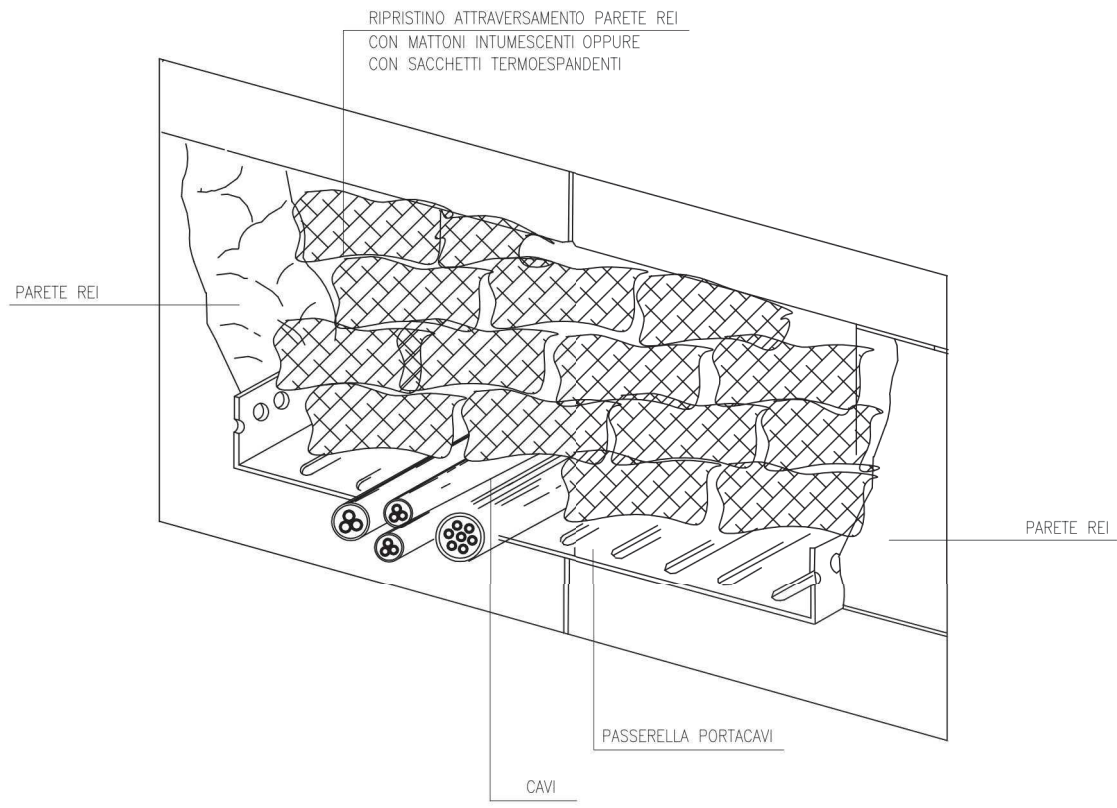 RIPRISTINO ATTRAVERSAMENTO PARETE REI
CON MATTONI INTUMESCENTI OPPURE
CON SACCHETTI TERMOESPANDENTI
PARETE REI
PARETE REI
PASSERELLA PORTACAVI
CAVI